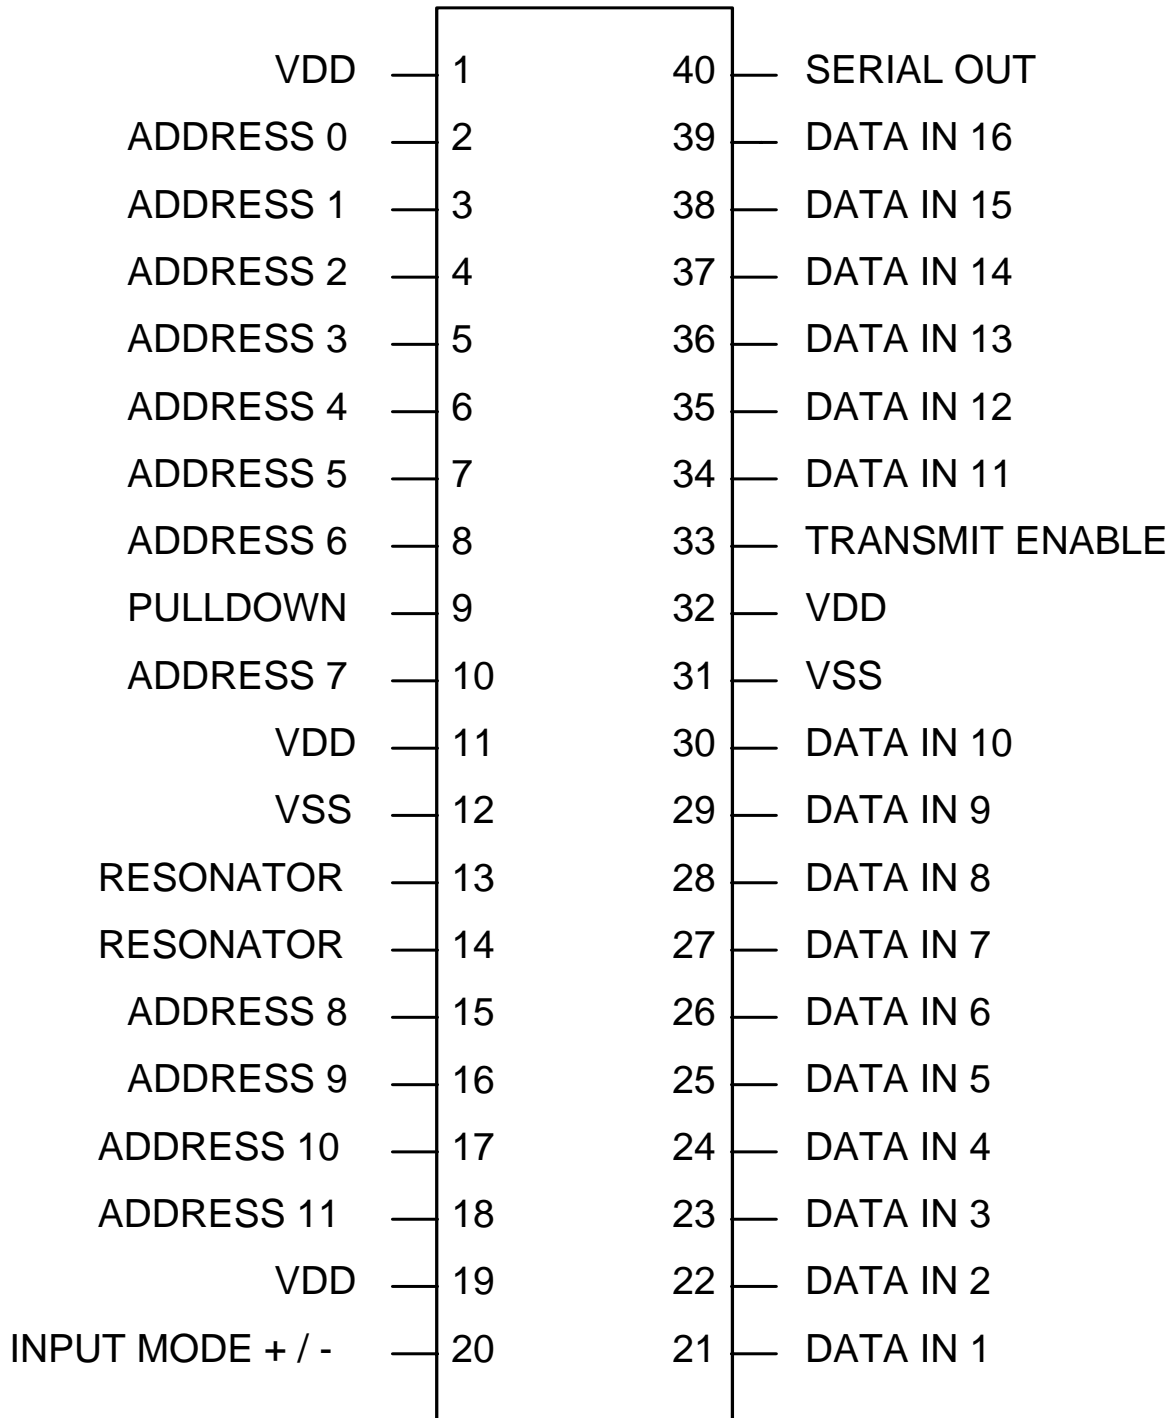 VDD 1 40 SERIAL OUT
ADDRESS 0 2 39 DATA IN 16
ADDRESS 1 3 38 DATA IN 15
ADDRESS 2 4 37 DATA IN 14
ADDRESS 3 5 36 DATA IN 13
ADDRESS 4 6 35 DATA IN 12
ADDRESS 5 7 34 DATA IN 11
ADDRESS 6 8 33 TRANSMIT ENABLE
PULLDOWN 9 32 VDD
ADDRESS 7 10 31 VSS
VDD 11 30 DATA IN 10
VSS 12 29 DATA IN 9
RESONATOR 13 28 DATA IN 8
RESONATOR 14 27 DATA IN 7
ADDRESS 8 15 26 DATA IN 6
ADDRESS 9 16 25 DATA IN 5
ADDRESS 10 17 24 DATA IN 4
ADDRESS 11 18 23 DATA IN 3
VDD 19 22 DATA IN 2
INPUT MODE + / - 20 21 DATA IN 1